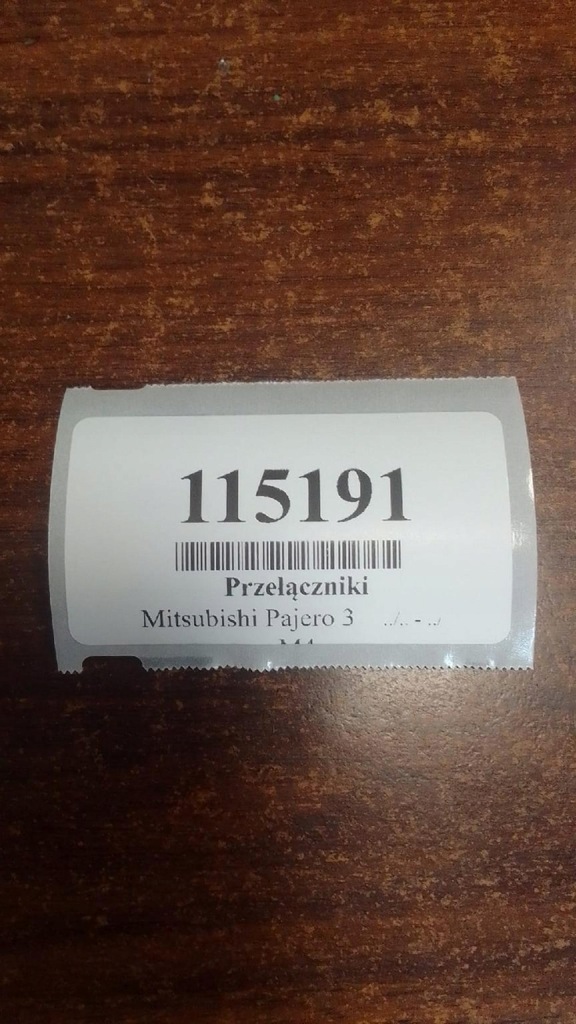 115191
Przełączniki
Mitsubishi Pajero 3 ../.. - ../